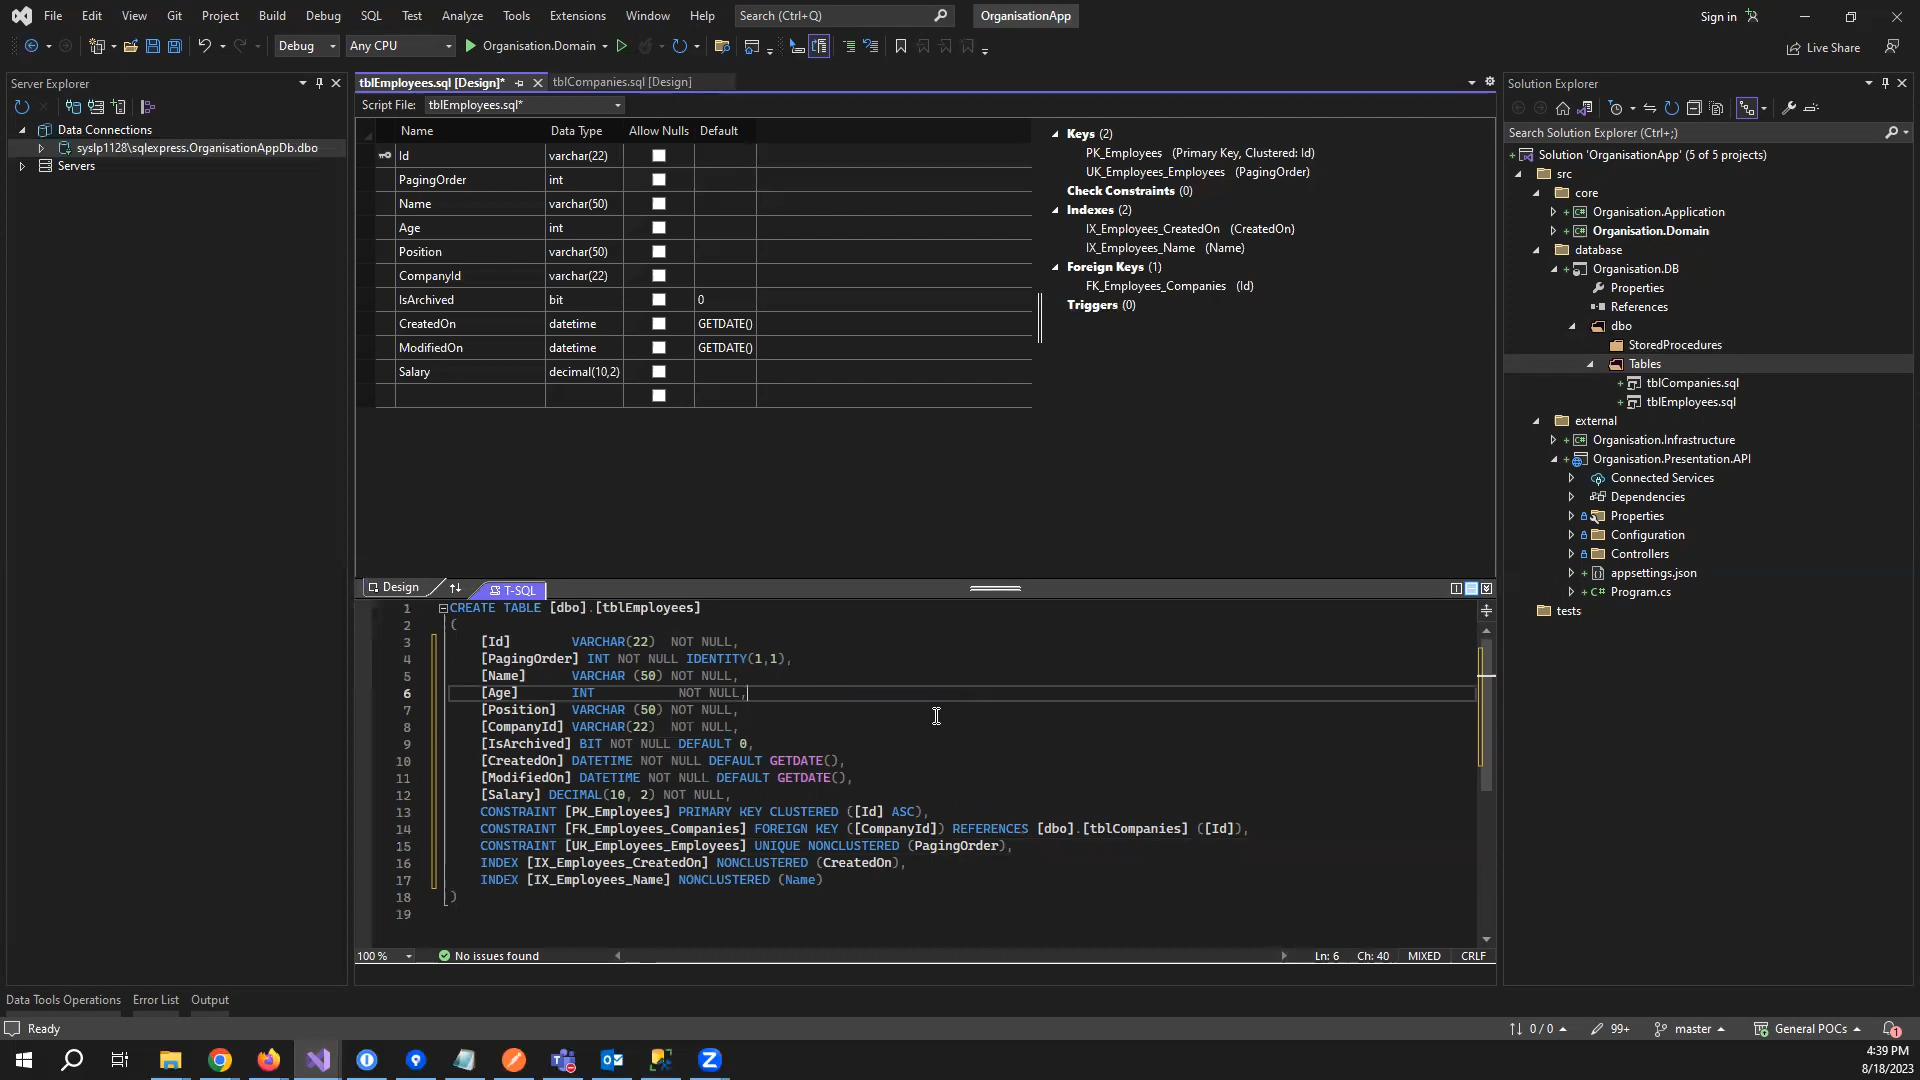 File Edit View Git Project Build Debug SQL Test Analyze Tools Extensions Window Help Search (Ctrl+Q) OrganisationApp Sign in
Debug Any CPU Organisation.Domain Live Share
Server Explorer
Data Connections
syslp1128\sqlexpress.OrganisationAppDb.dbo
Servers
tblEmployees.sql [Design]* tblCompanies.sql [Design]
Script File: tblEmployees.sql*
Name Data Type Allow Nulls Default
Id varchar(22)
PagingOrder int
Name varchar(50)
Age int
Position varchar(50)
CompanyId varchar(22)
IsArchived bit 0
CreatedOn datetime GETDATE()
ModifiedOn datetime GETDATE()
Salary decimal(10,2)
Keys (2)
PK_Employees (Primary Key, Clustered: Id)
UK_Employees_Employees (PagingOrder)
Check Constraints (0)
Indexes (2)
IX_Employees_CreatedOn (CreatedOn)
IX_Employees_Name (Name)
Foreign Keys (1)
FK_Employees_Companies (Id)
Triggers (0)
Design T-SQL
1 CREATE TABLE [dbo].[tblEmployees]
2 (
3 [Id] VARCHAR(22) NOT NULL,
4 [PagingOrder] INT NOT NULL IDENTITY(1,1),
5 [Name] VARCHAR (50) NOT NULL,
6 [Age] INT NOT NULL,
7 [Position] VARCHAR (50) NOT NULL,
8 [CompanyId] VARCHAR(22) NOT NULL,
9 [IsArchived] BIT NOT NULL DEFAULT 0,
10 [CreatedOn] DATETIME NOT NULL DEFAULT GETDATE(),
11 [ModifiedOn] DATETIME NOT NULL DEFAULT GETDATE(),
12 [Salary] DECIMAL(10, 2) NOT NULL,
13 CONSTRAINT [PK_Employees] PRIMARY KEY CLUSTERED ([Id] ASC),
14 CONSTRAINT [FK_Employees_Companies] FOREIGN KEY ([CompanyId]) REFERENCES [dbo].[tblCompanies] ([Id]),
15 CONSTRAINT [UK_Employees_Employees] UNIQUE NONCLUSTERED (PagingOrder),
16 INDEX [IX_Employees_CreatedOn] NONCLUSTERED (CreatedOn),
17 INDEX [IX_Employees_Name] NONCLUSTERED (Name)
18 )
19
100 % No issues found Ln: 6 Ch: 40 MIXED CRLF
Solution Explorer
Search Solution Explorer (Ctrl+;)
Solution 'OrganisationApp' (5 of 5 projects)
src
core
Organisation.Application
Organisation.Domain
database
Organisation.DB
Properties
References
dbo
StoredProcedures
Tables
tblCompanies.sql
tblEmployees.sql
external
Organisation.Infrastructure
Organisation.Presentation.API
Connected Services
Dependencies
Properties
Configuration
Controllers
appsettings.json
Program.cs
tests
Data Tools Operations Error List Output
Ready 0 / 0 99+ master General POCs 1
4:39 PM
8/18/2023